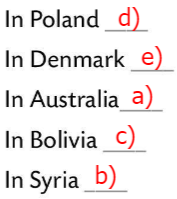 In Poland d)
In Denmark e)
In Australia a)
In Bolivia c)
In Syria b)